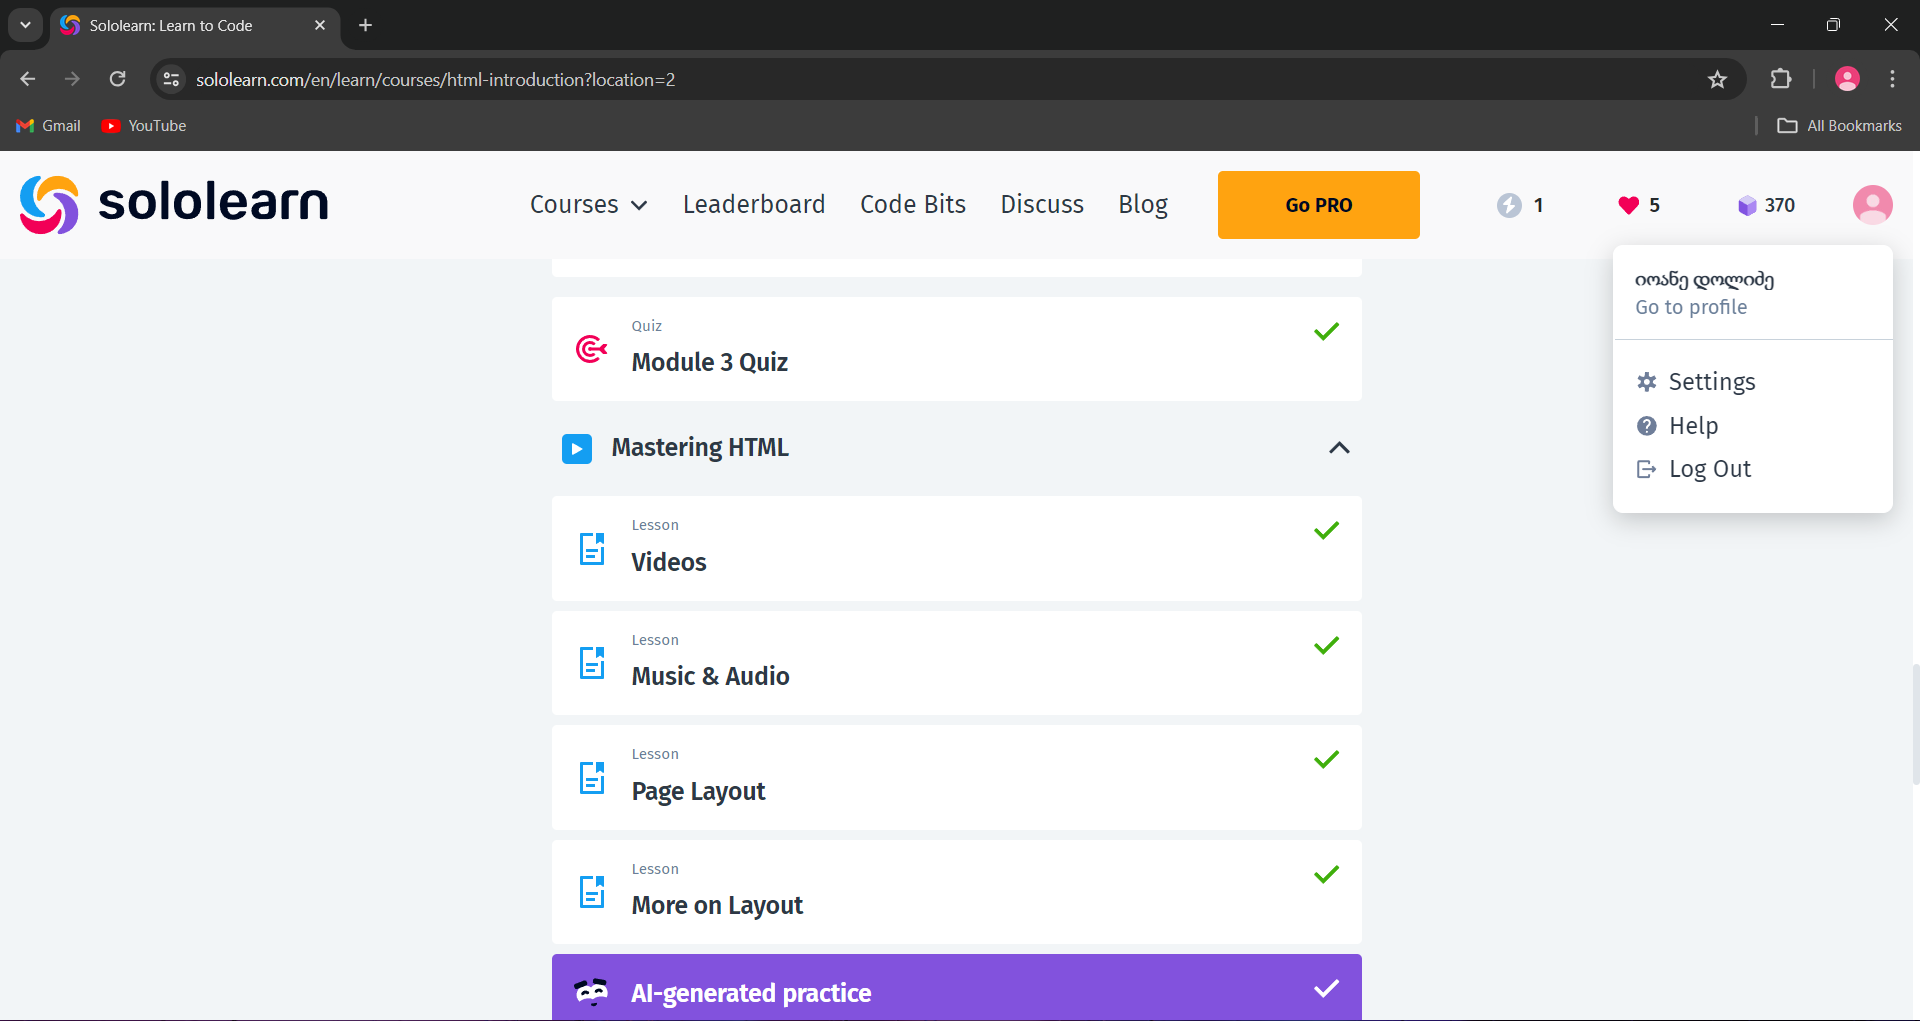 Sololearn: Learn to Code
sololearn.com/en/learn/courses/html-introduction?location=2
Gmail
YouTube
All Bookmarks
sololearn
Courses
Leaderboard
Code Bits
Discuss
Blog
Go PRO
1
5
370
იოანე დოლიძე
Go to profile
Settings
Help
Log Out
Quiz
Module 3 Quiz
Mastering HTML
Lesson
Videos
Lesson
Music & Audio
Lesson
Page Layout
Lesson
More on Layout
AI-generated practice